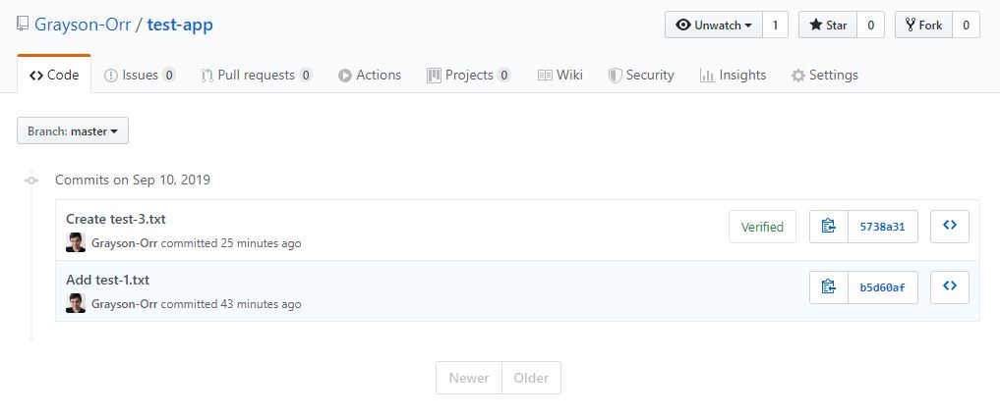 Grayson-Orr / test-app
Unwatch 1 Star 0 Fork 0
Code Issues 0 Pull requests 0 Actions Projects 0 Wiki Security Insights Settings
Branch: master
Commits on Sep 10, 2019
Create test-3.txt
Grayson-Orr committed 25 minutes ago
Verified 5738a31
Add test-1.txt
Grayson-Orr committed 43 minutes ago
b5d60af
Newer Older